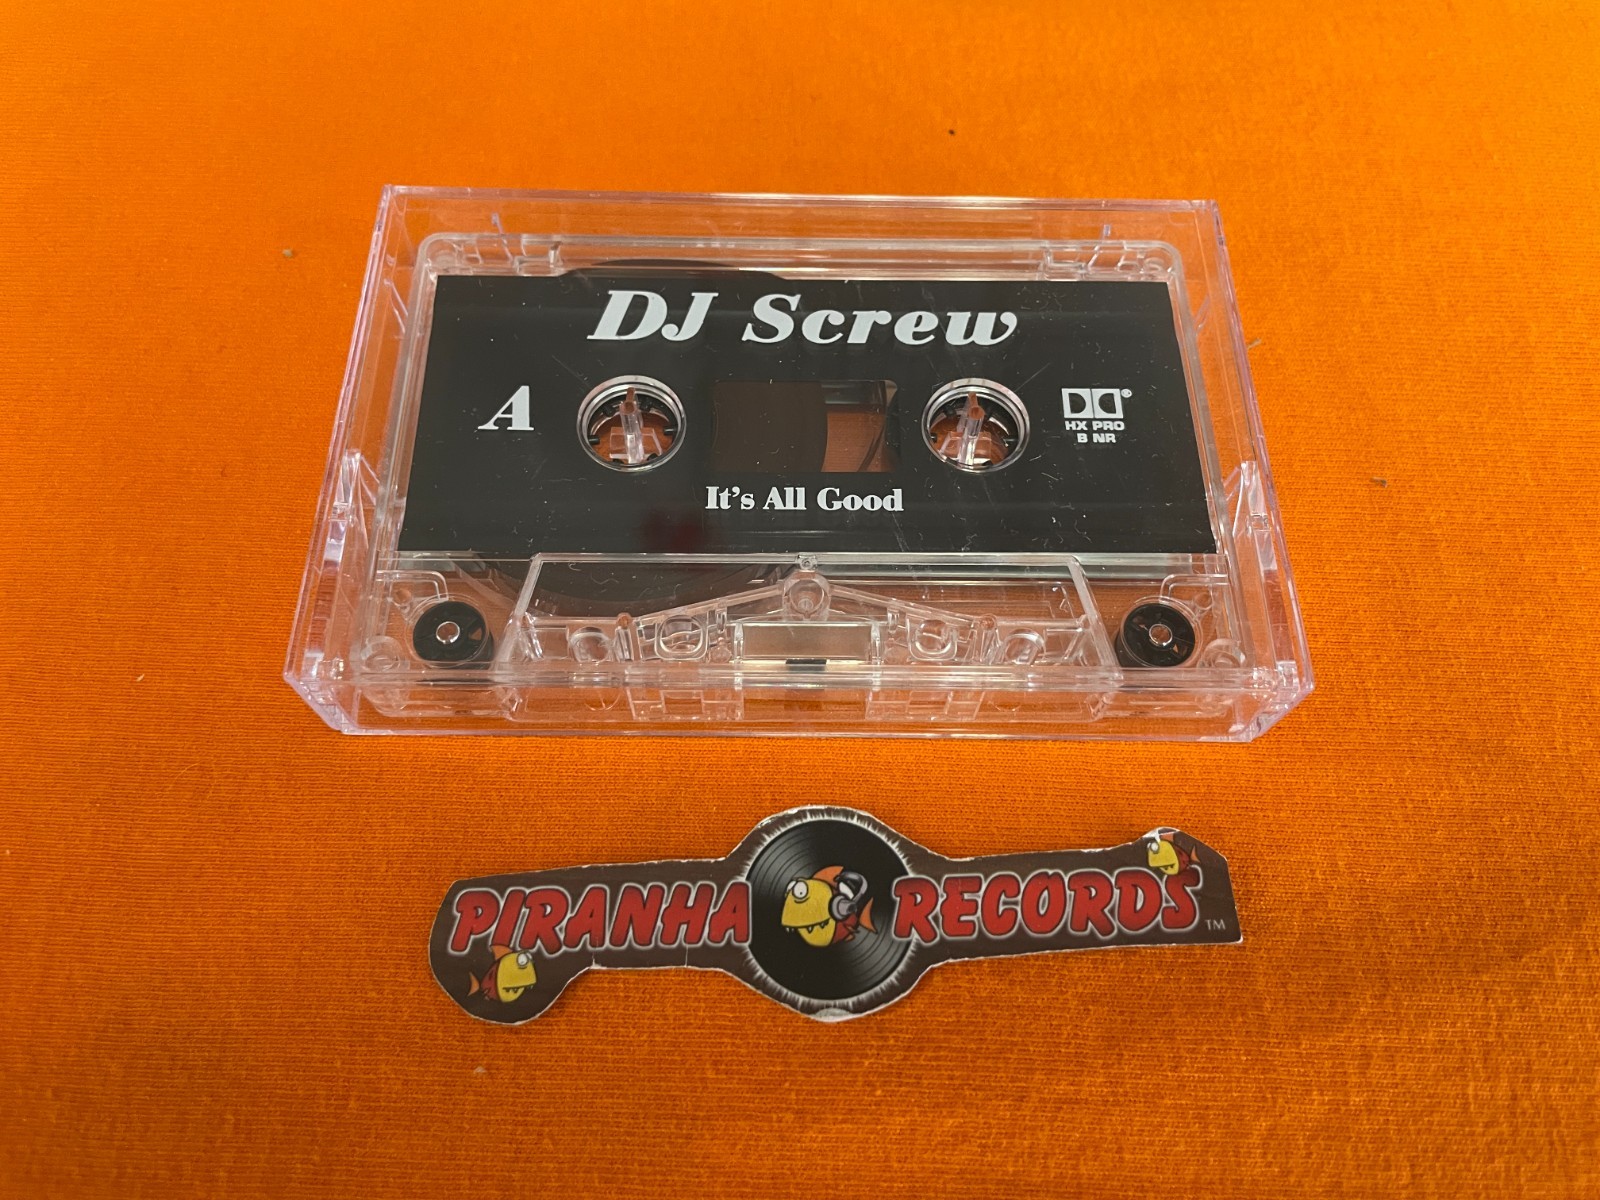 DJ Screw
A
HX PRO
B NR
It's All Good
PIRANHA RECORDS TM